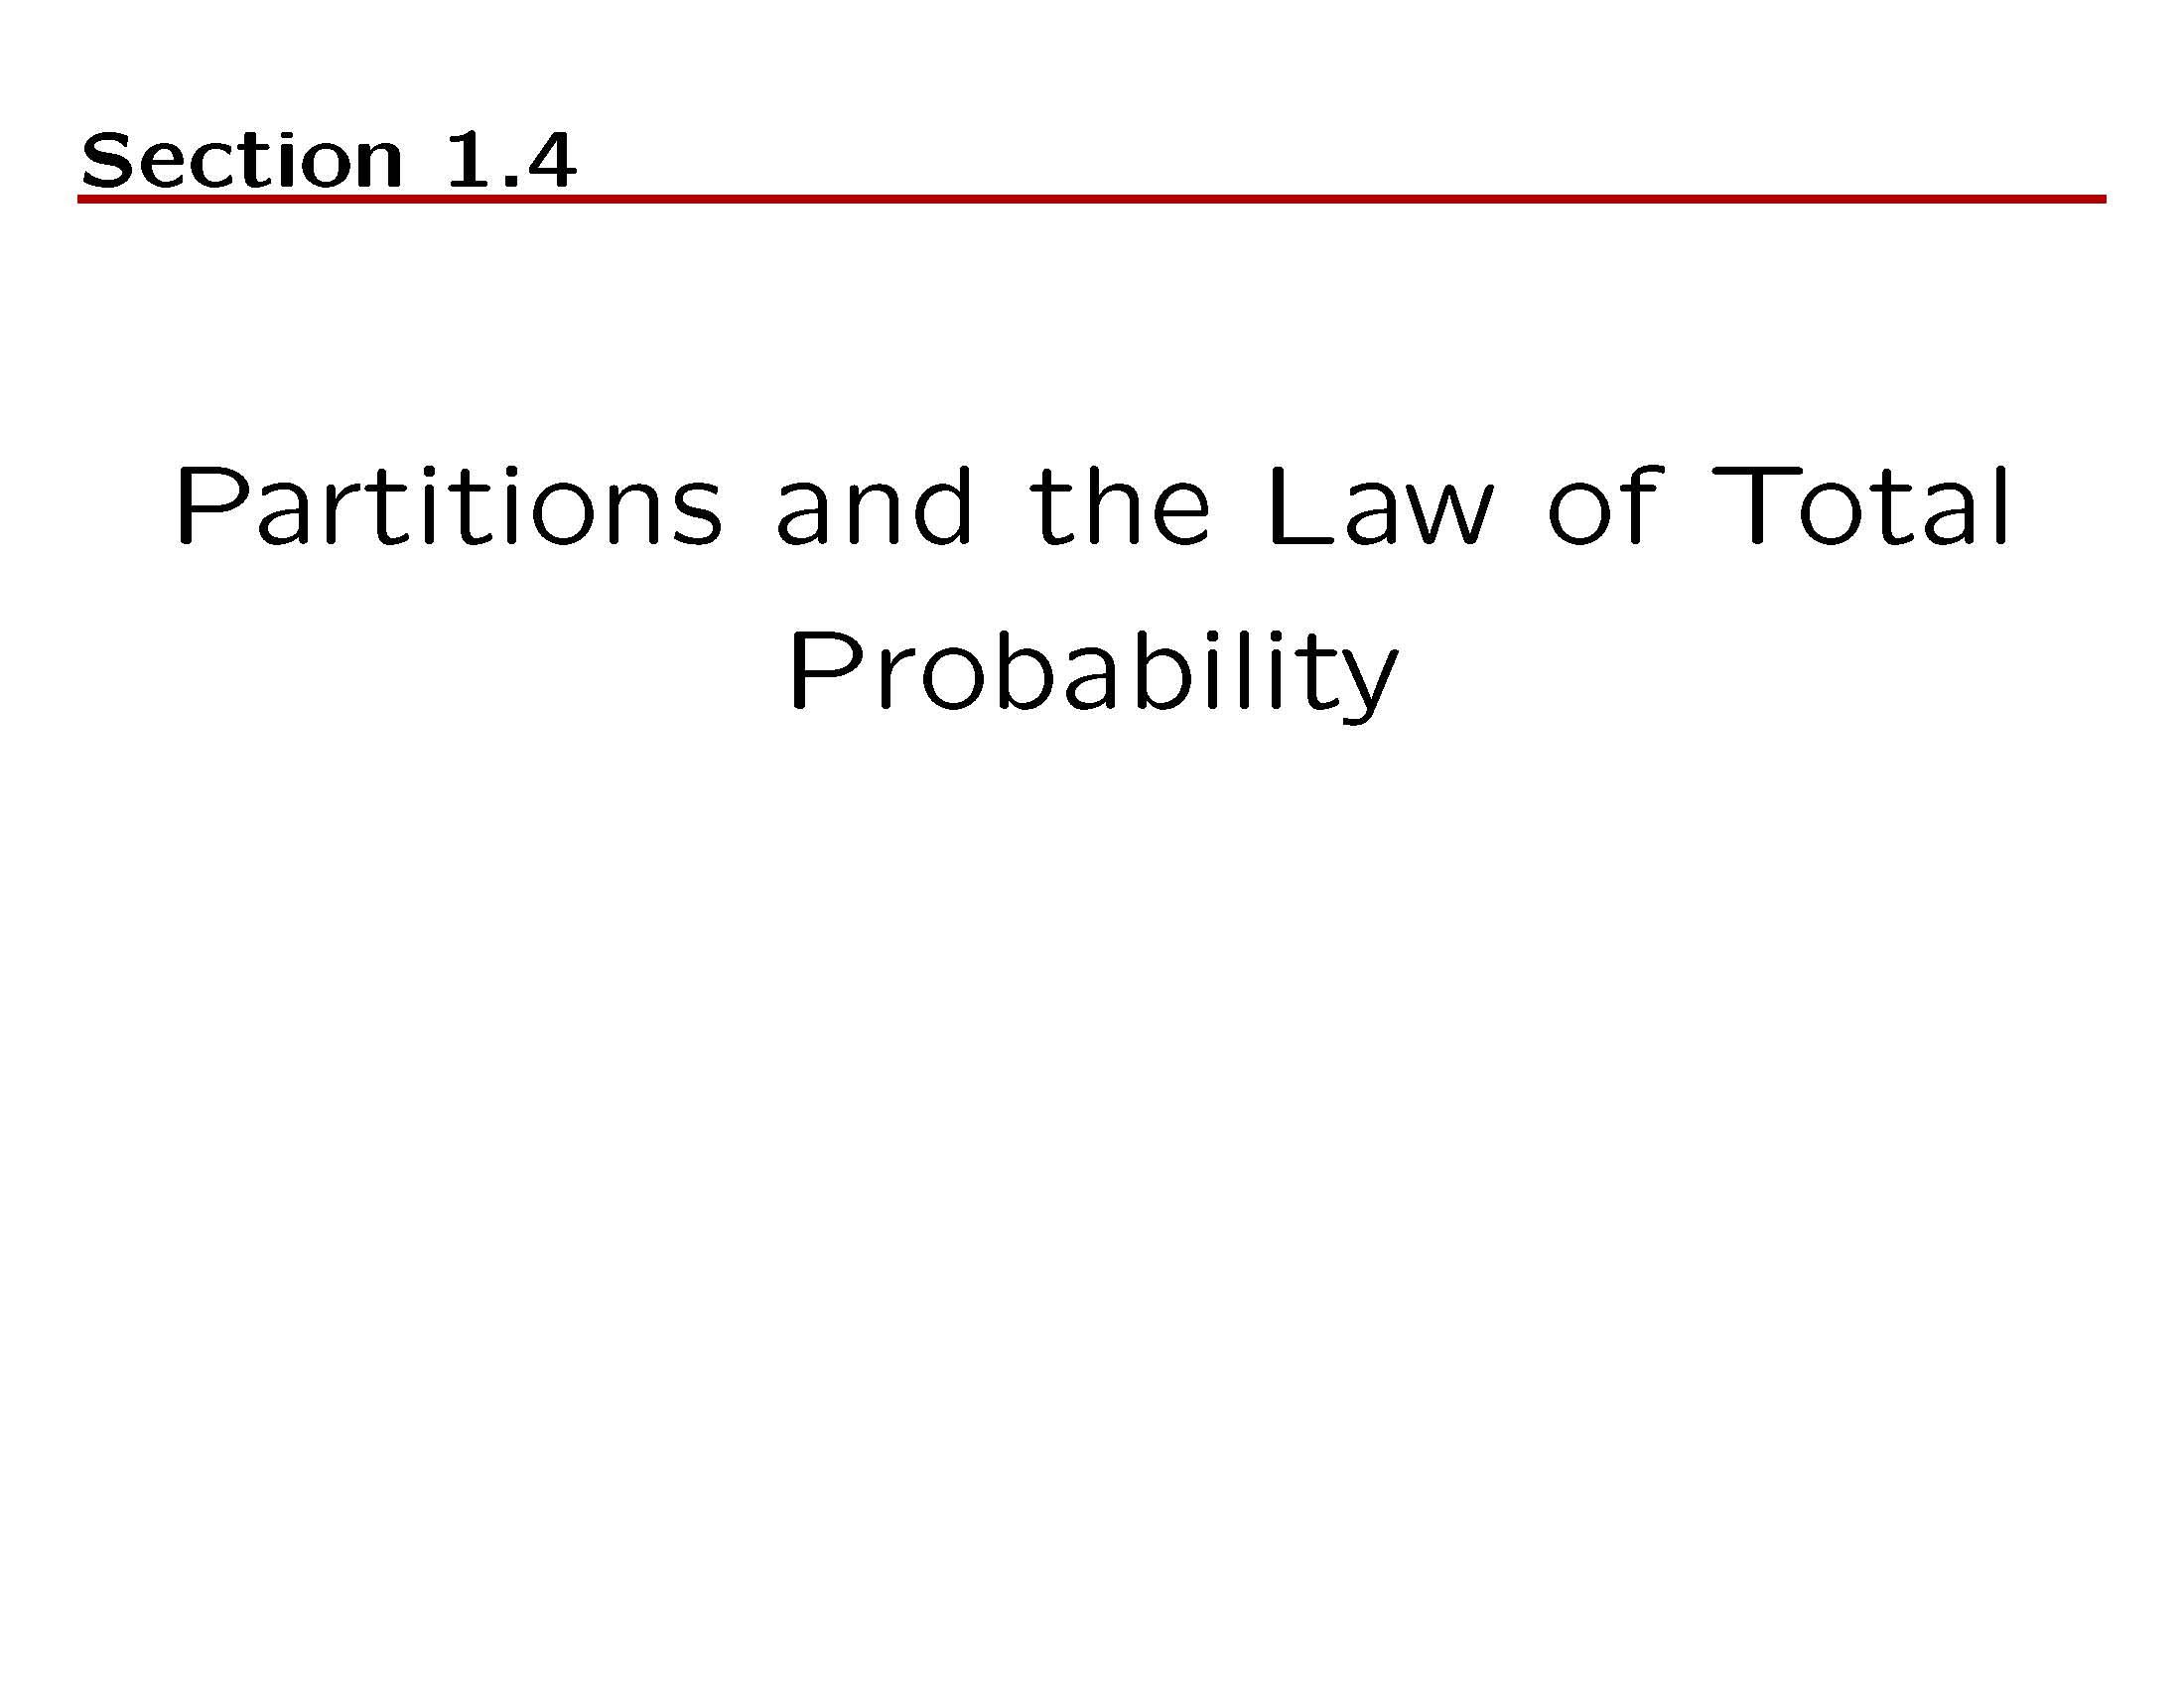 Section 1.4
Partitions and the Law of Total
Probability